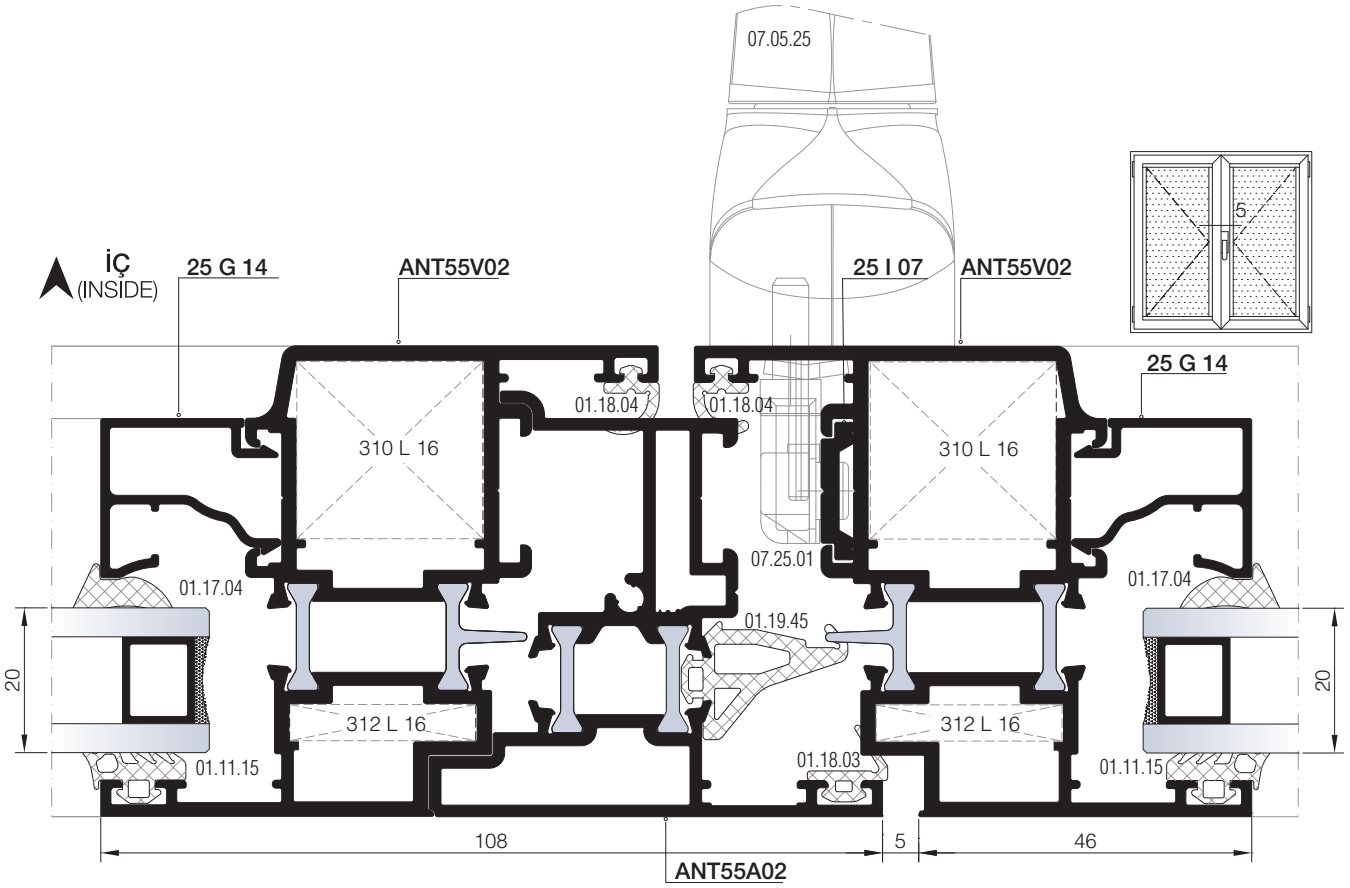 07.05.25
5
İÇ
(INSIDE)
25 G 14
ANT55V02
25 I 07
ANT55V02
25 G 14
01.18.04
01.18.04
310 L 16
310 L 16
07.25.01
01.17.04
01.17.04
01.19.45
20
20
312 L 16
312 L 16
01.11.15
01.18.03
01.11.15
108
5
46
ANT55A02